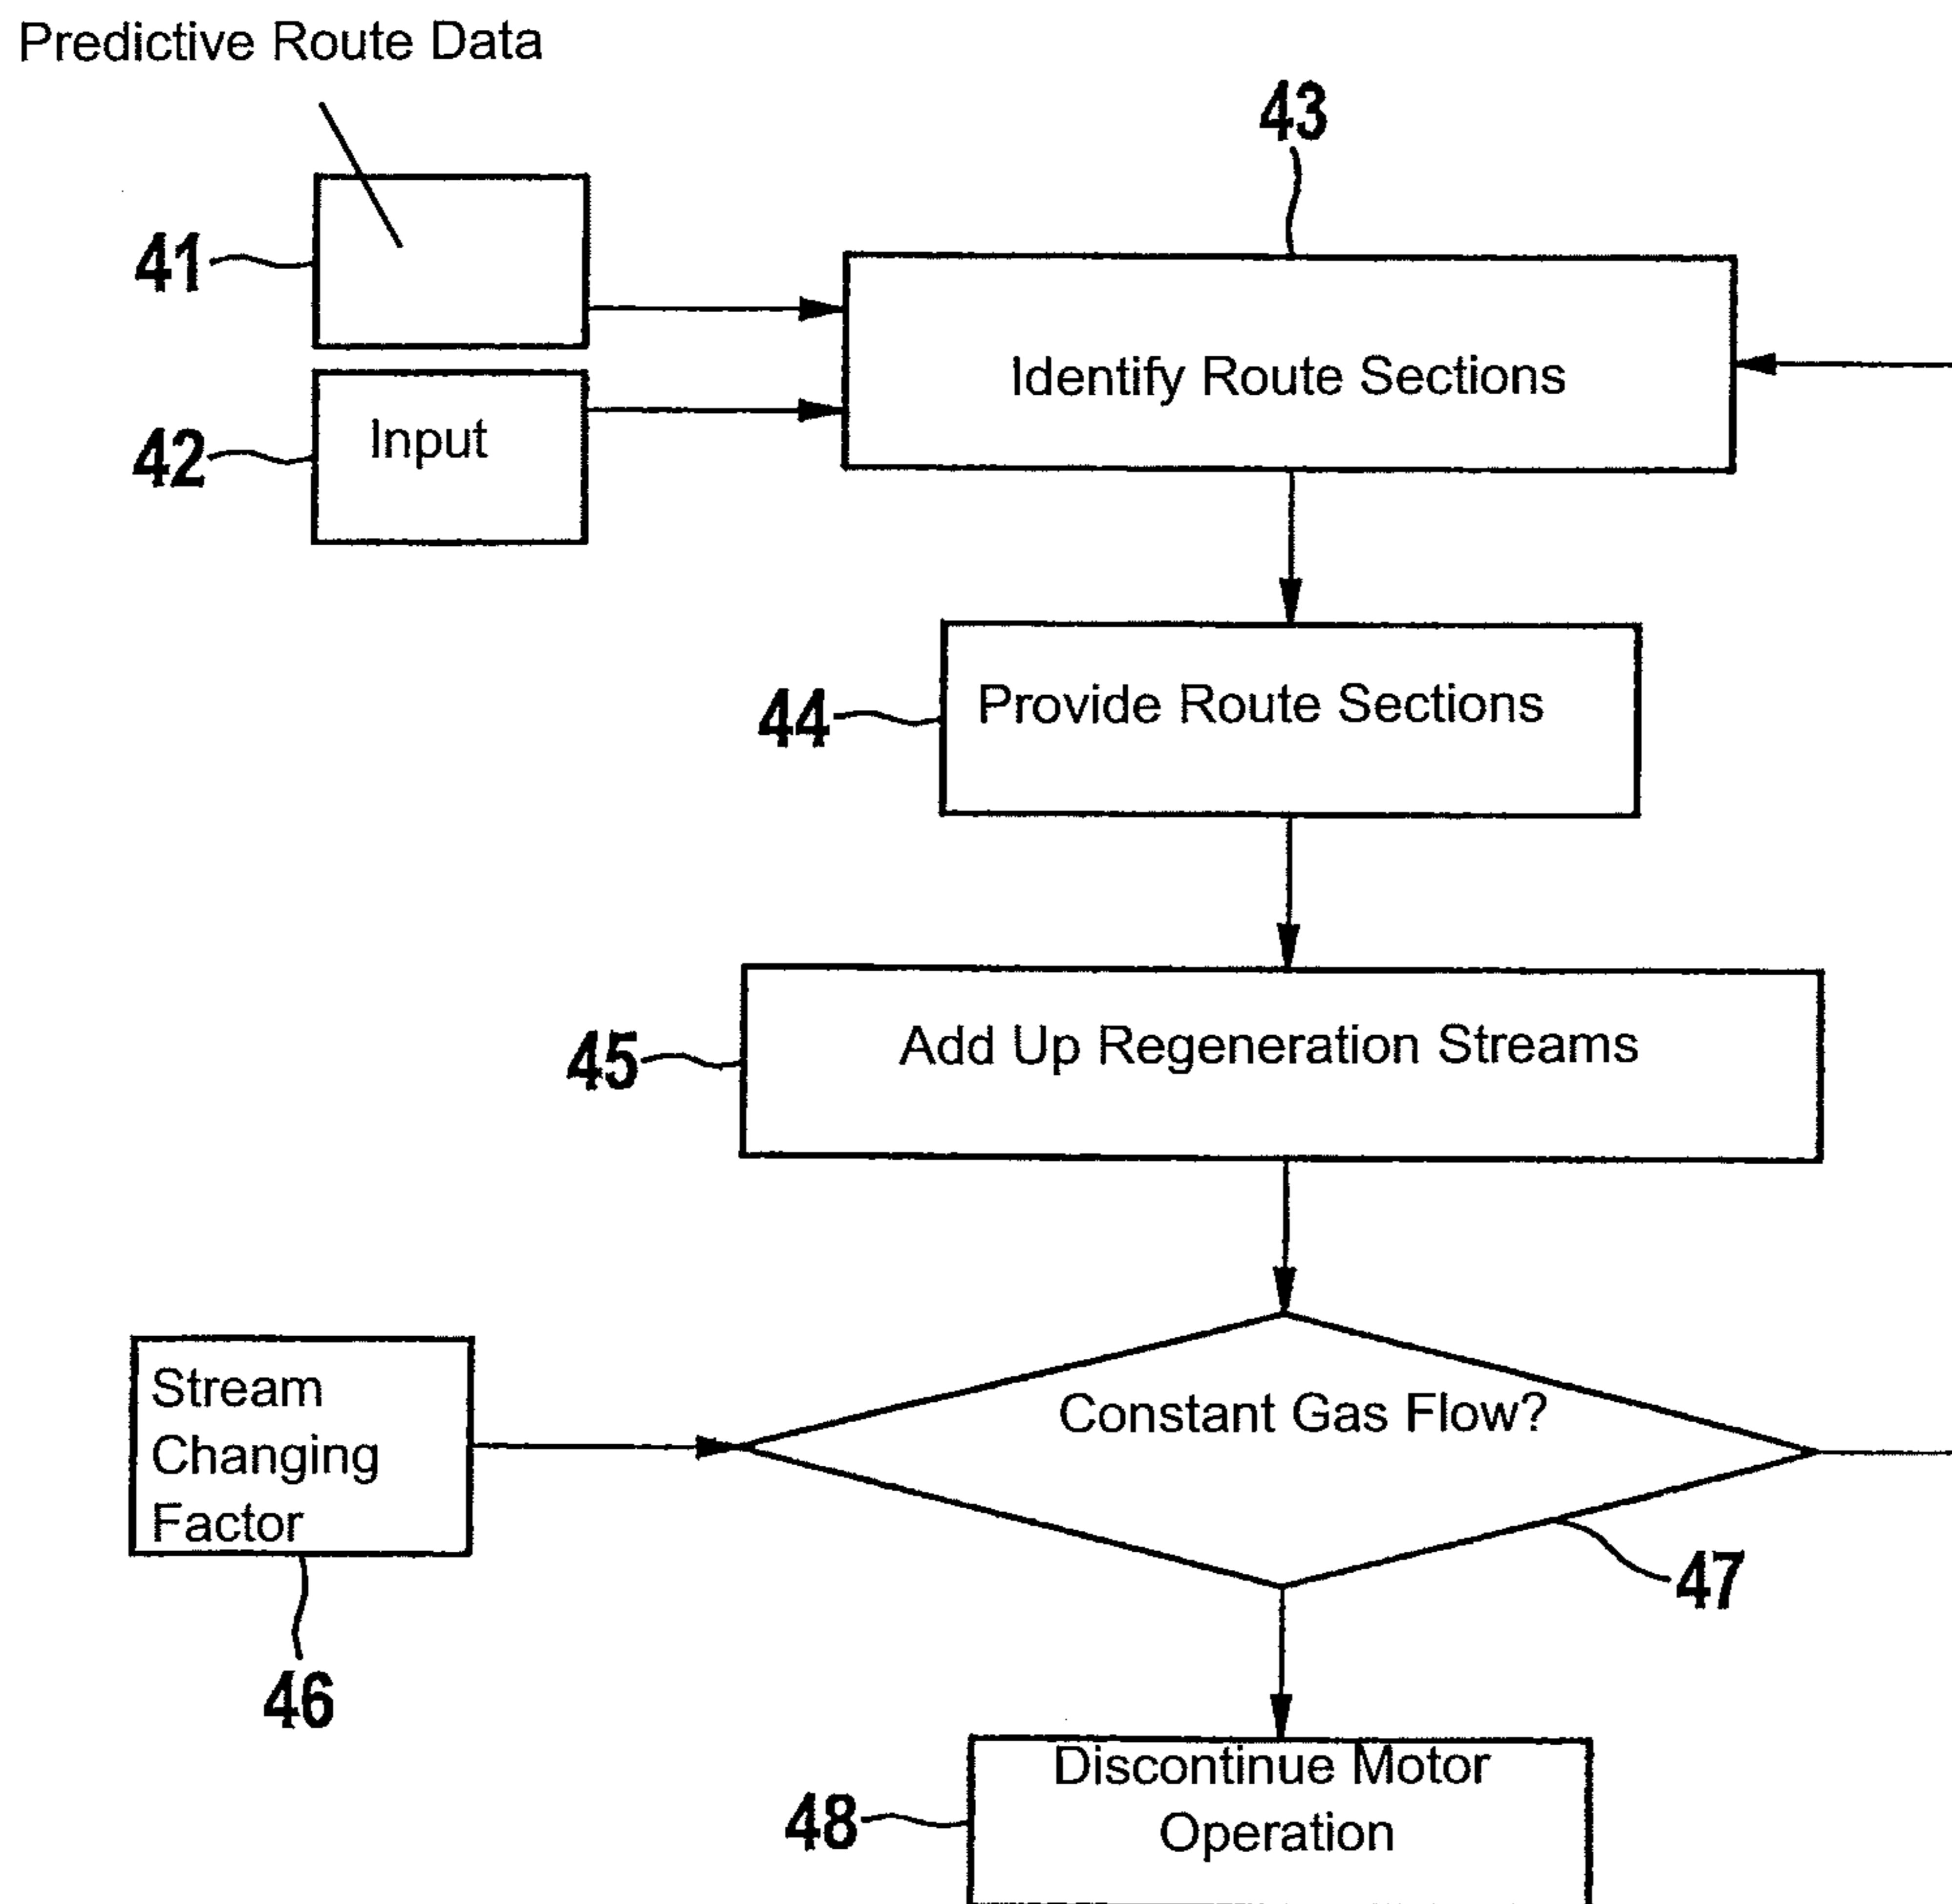 Predictive Route Data
43
41
Identify Route Sections
42
Input
44
Provide Route Sections
45
Add Up Regeneration Streams
Stream
Changing
Factor
Constant Gas Flow?
47
46
48
Discontinue Motor
Operation